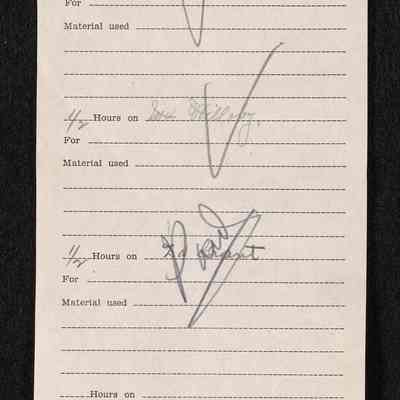 For
Material used
1/2 Hours on
For
Material used
1/2 Hours on
For
Material used
Hours on